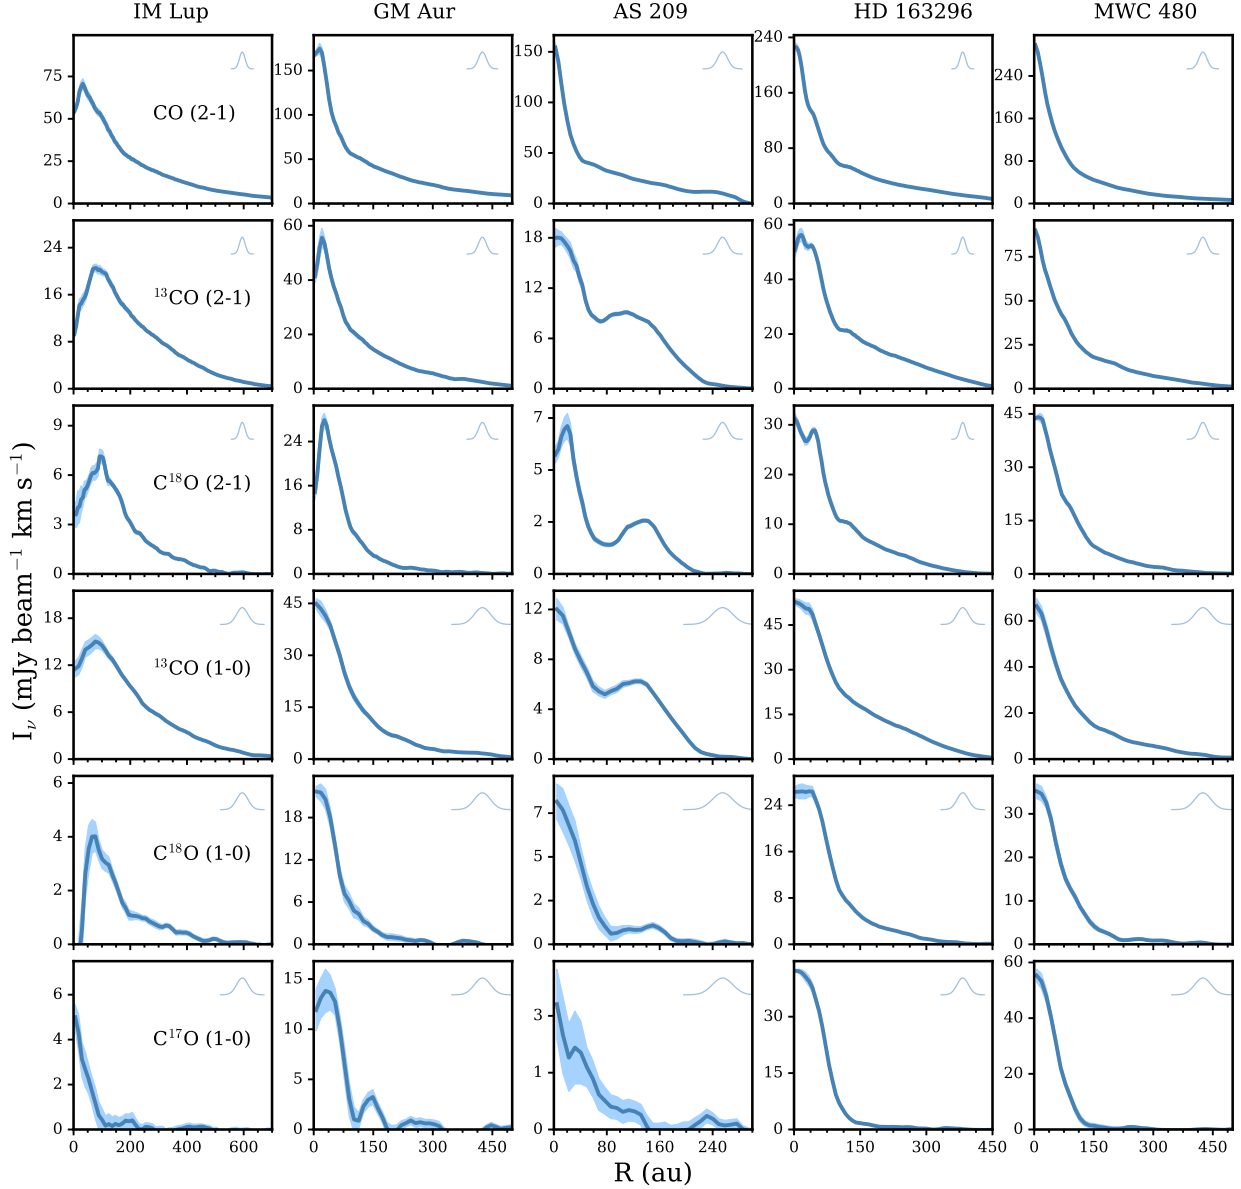 IM Lup GM Aur AS 209 HD 163296 MWC 480
75 50 25 0
CO (2-1)
150 100 50 0
150 100 50 0
240 160 80 0
240 160 80 0
24 16 8 0
¹³CO (2-1)
60 40 20 0
18 12 6 0
60 40 20 0
75 50 25 0
9 6 3 0
C¹⁸O (2-1)
24 16 8 0
7 5 2 0
30 20 10 0
45 30 15 0
18 12 6 0
¹³CO (1-0)
45 30 15 0
12 8 4 0
45 30 15 0
60 40 20 0
6 4 2 0
C¹⁸O (1-0)
18 12 6 0
7 5 2 0
24 16 8 0
30 20 10 0
6 4 2 0
C¹⁷O (1-0)
15 10 5 0
3 1 0
30 15 0
60 40 20 0
0 200 400 600
0 150 300 450
0 80 160 240
0 150 300 450
0 150 300 450
I_ν (mJy beam⁻¹ km s⁻¹)
R (au)